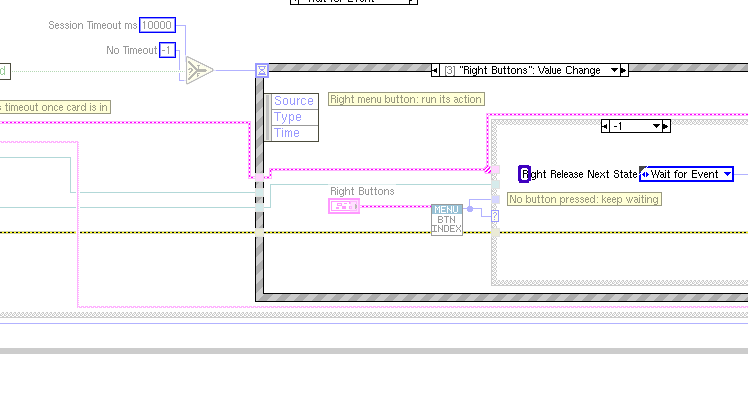 Wait for Event
Session Timeout ms 10000
No Timeout -1
?
[3] "Right Buttons": Value Change
d
s timeout once card is in
Source
Type
Time
Right menu button: run its action
-1
Right Release Next State Wait for Event
Right Buttons
No button pressed: keep waiting
MENU
BTN
INDEX
?